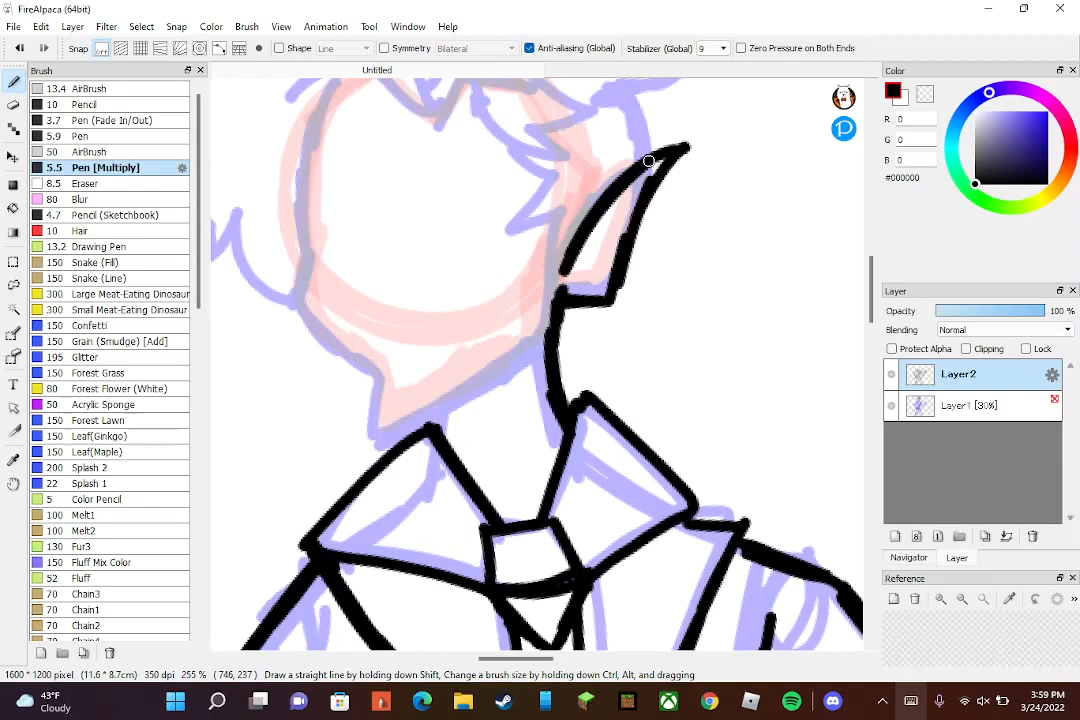 FireAlpaca (64bit)
File Edit Layer Filter Select Snap Color Brush View Animation Tool Window Help
Snap off Shape Line Symmetry Bilateral Anti-aliasing (Global) Stabilizer (Global) 9 Zero Pressure on Both Ends
Brush
Untitled
Color
13.4 AirBrush
10 Pencil
3.7 Pen (Fade In/Out)
5.9 Pen
50 AirBrush
5.5 Pen [Multiply]
8.5 Eraser
80 Blur
4.7 Pencil (Sketchbook)
10 Hair
13.2 Drawing Pen
150 Snake (Fill)
150 Snake (Line)
300 Large Meat-Eating Dinosaur
300 Small Meat-Eating Dinosaur
150 Confetti
150 Grain (Smudge) [Add]
195 Glitter
150 Forest Grass
80 Forest Flower (White)
50 Acrylic Sponge
150 Forest Lawn
150 Leaf(Ginkgo)
150 Leaf(Maple)
200 Splash 2
22 Splash 1
5 Color Pencil
100 Melt1
100 Melt2
130 Fur3
150 Fluff Mix Color
52 Fluff
70 Chain3
70 Chain1
70 Chain2
70 Chain4
R 0
G 0
B 0
#000000
Layer
Opacity 100 %
Blending Normal
Protect Alpha Clipping Lock
Layer2
Layer1 [30%]
Navigator Layer
Reference
1600 * 1200 pixel (11.6 * 8.7cm) 350 dpi 255 % (746, 237) Draw a straight line by holding down Shift, Change a brush size by holding down Ctrl, Alt, and dragging
43°F
Cloudy
3:59 PM
3/24/2022